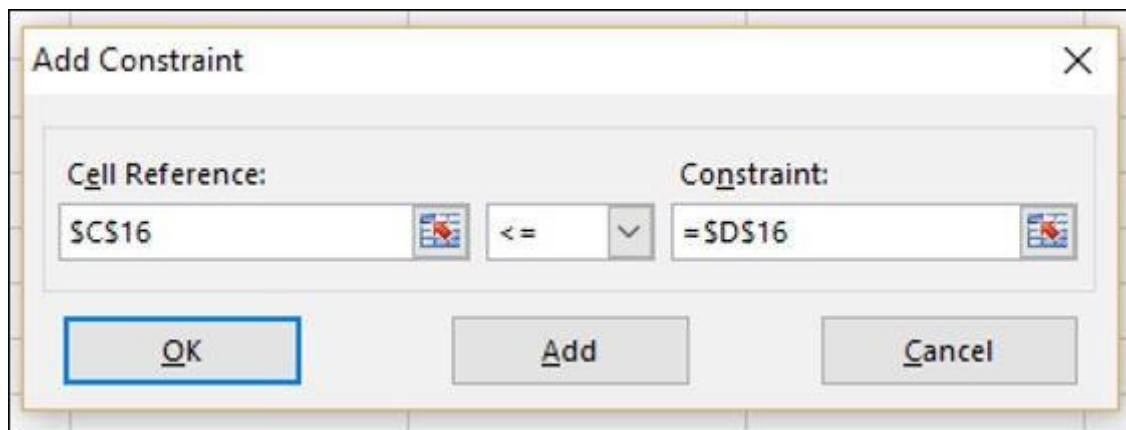 Add Constraint
Cell Reference:
Constraint:
$C$16
<=
=$D$16
OK
Add
Cancel